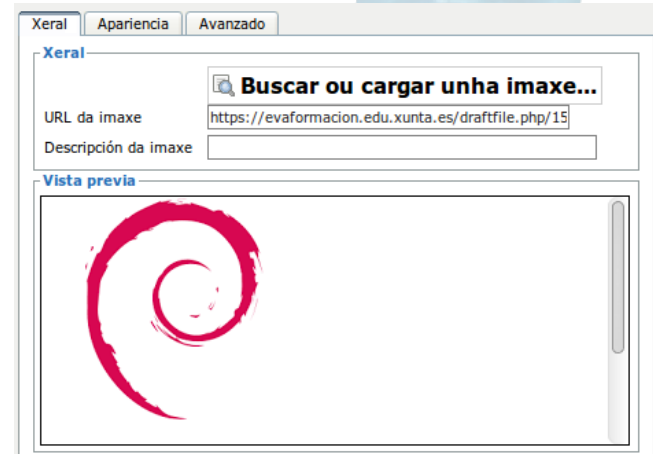 Xeral Apariencia Avanzado
Xeral
Buscar ou cargar unha imaxe...
URL da imaxe https://evaformacion.edu.xunta.es/draftfile.php/15
Descripción da imaxe
Vista previa